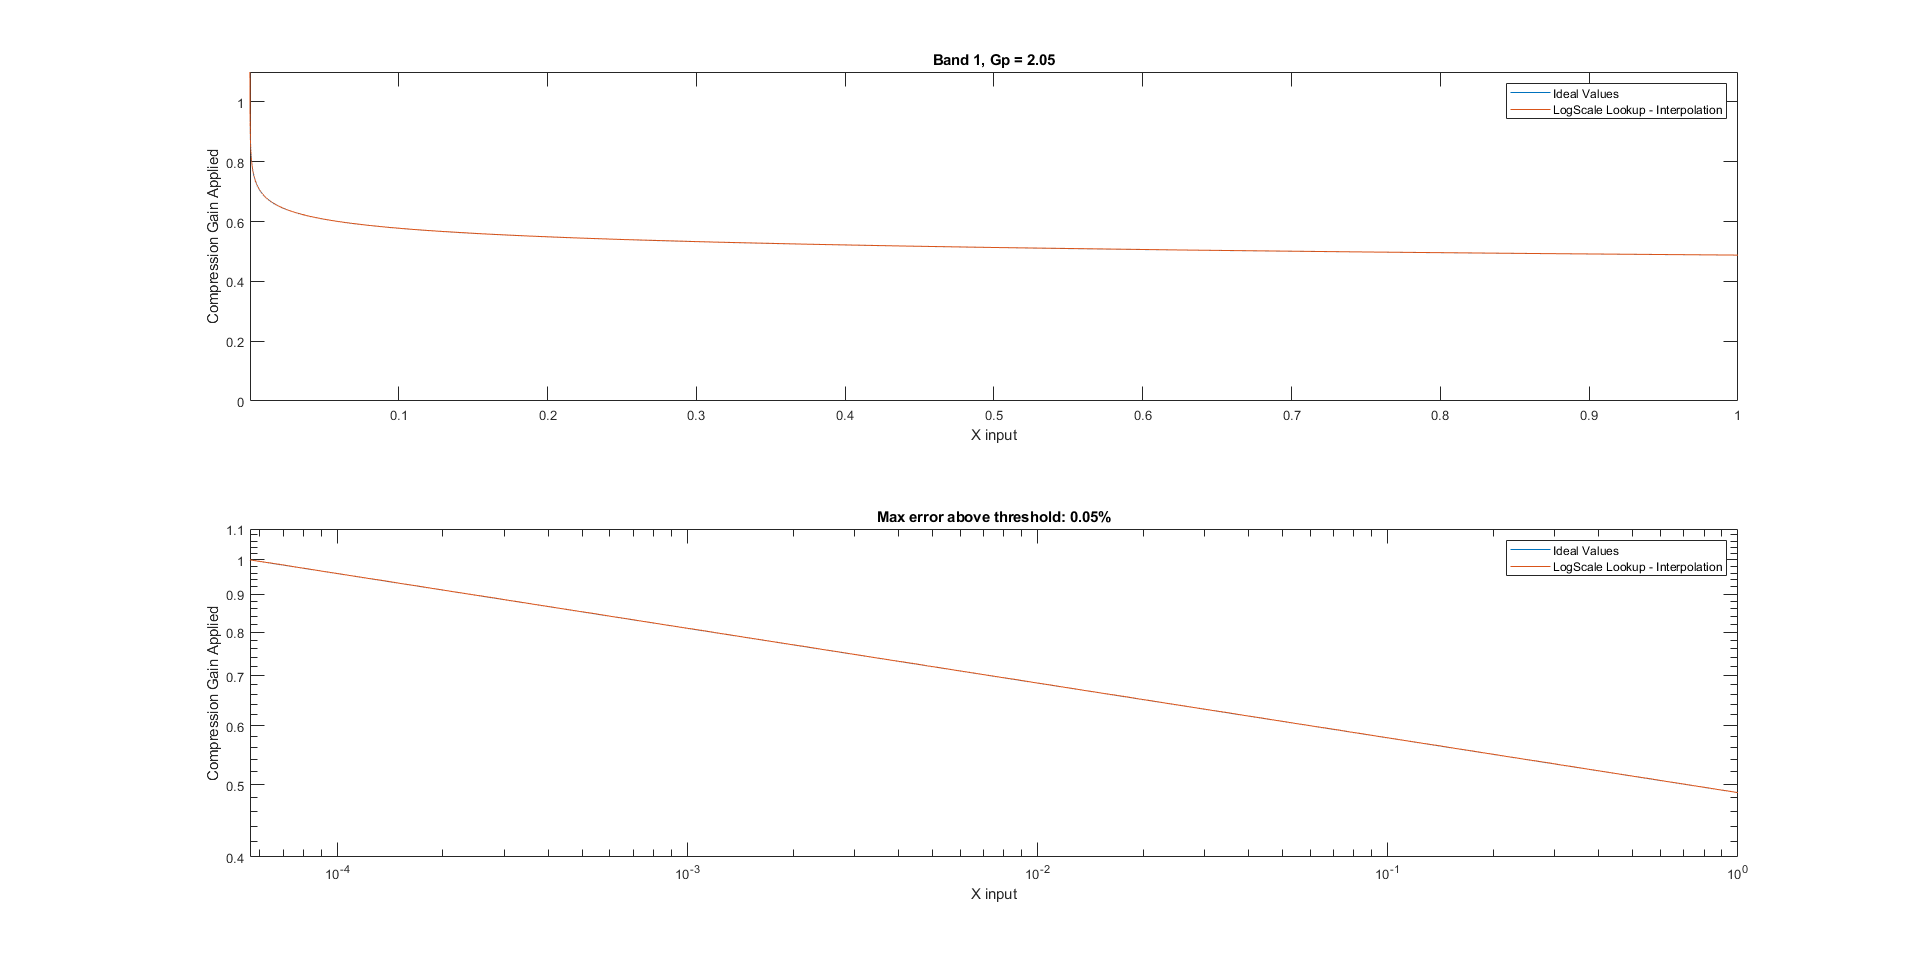 Band 1, Gp = 2.05
Ideal Values
LogScale Lookup - Interpolation
Compression Gain Applied
1
0.8
0.6
0.4
0.2
0
0.1 0.2 0.3 0.4 0.5 0.6 0.7 0.8 0.9 1
X input
Max error above threshold: 0.05%
Ideal Values
LogScale Lookup - Interpolation
Compression Gain Applied
1.1
1
0.9
0.8
0.7
0.6
0.5
0.4
10^-4 10^-3 10^-2 10^-1 10^0
X input